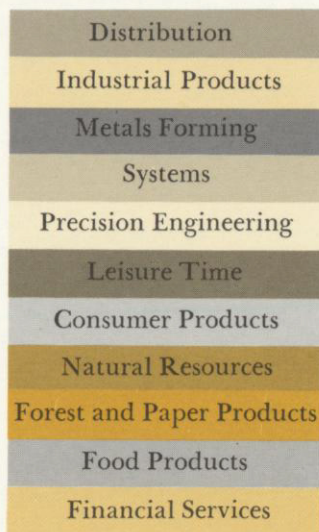 Distribution
Industrial Products
Metals Forming
Systems
Precision Engineering
Leisure Time
Consumer Products
Natural Resources
Forest and Paper Products
Food Products
Financial Services